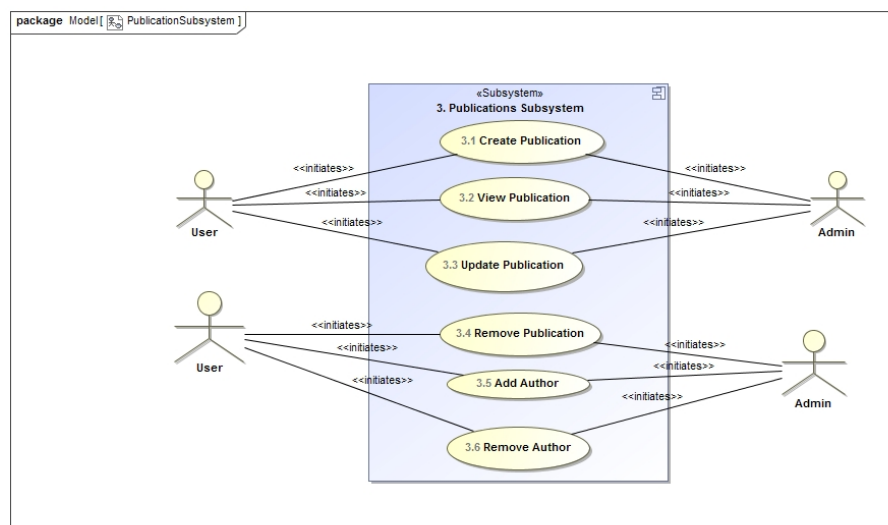 package Model [ PublicationSubsystem ]
«Subsystem»
3. Publications Subsystem
3.1 Create Publication
<<initiates>>
<<initiates>>
3.2 View Publication
<<initiates>>
<<initiates>>
User
Admin
<<initiates>>
<<initiates>>
3.3 Update Publication
3.4 Remove Publication
<<initiates>>
<<initiates>>
User
<<initiates>>
<<initiates>>
3.5 Add Author
<<initiates>>
<<initiates>>
Admin
3.6 Remove Author